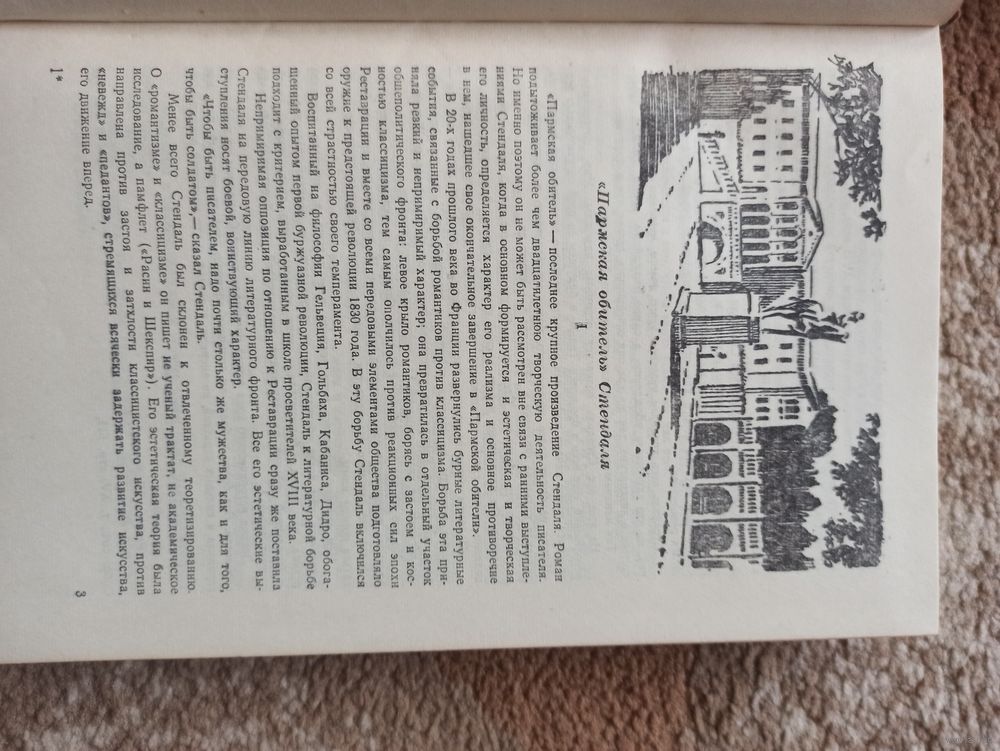 «Пармская обитель» Стендаля
1
«Пармская обитель» — последнее крупное произведение Стендаля. Роман
подытоживает более чем двадцатилетнюю творческую деятельность писателя.
Но именно поэтому он не может быть рассмотрен вне связи с ранними выступле-
ниями Стендаля, когда в основном формируется и эстетическая и творческая
его личность, определяется характер его реализма и основное противоречие
в нем, нашедшее свое окончательное завершение в «Пармской обители».
В 20-х годах прошлого века во Франции развернулись бурные литературные
события, связанные с борьбой романтиков против классицизма. Борьба эта при-
няла резкий и непримиримый характер; она превратилась в отдельный участок
общеполитического фронта: левое крыло романтиков, борясь с застоем и кос-
ностью классицизма, тем самым ополчилось против реакционных сил эпохи
Реставрации и вместе со всеми передовыми элементами общества подготовляло
оружие к предстоящей революции 1830 года. В эту борьбу Стендаль включился
со всей страстностью своего темперамента.
Воспитанный на философии Гельвеция, Гольбаха, Кабаниса, Дидро, обога-
щенный опытом первой буржуазной революции, Стендаль к литературной борьбе
подходит с критерием, выработанным в школе просветителей XVIII века.
Непримиримая оппозиция по отношению к Реставрации сразу же поставила
Стендаля на передовую линию литературного фронта. Все его эстетические вы-
ступления носят боевой, воинствующий характер.
«Чтобы быть писателем, надо почти столько же мужества, как и для того,
чтобы быть солдатом»,— сказал Стендаль.
Менее всего Стендаль был склонен к отвлеченному теоретизированию.
О «романтизме» и «классицизме» он пишет не ученый трактат, не академическое
исследование, а памфлет («Расин и Шекспир»). Его эстетическая теория была
направлена против застоя и затхлости классицистского искусства, против
«невежд» и «педантов», стремящихся всячески задержать развитие искусства,
его движение вперед.
1*
3